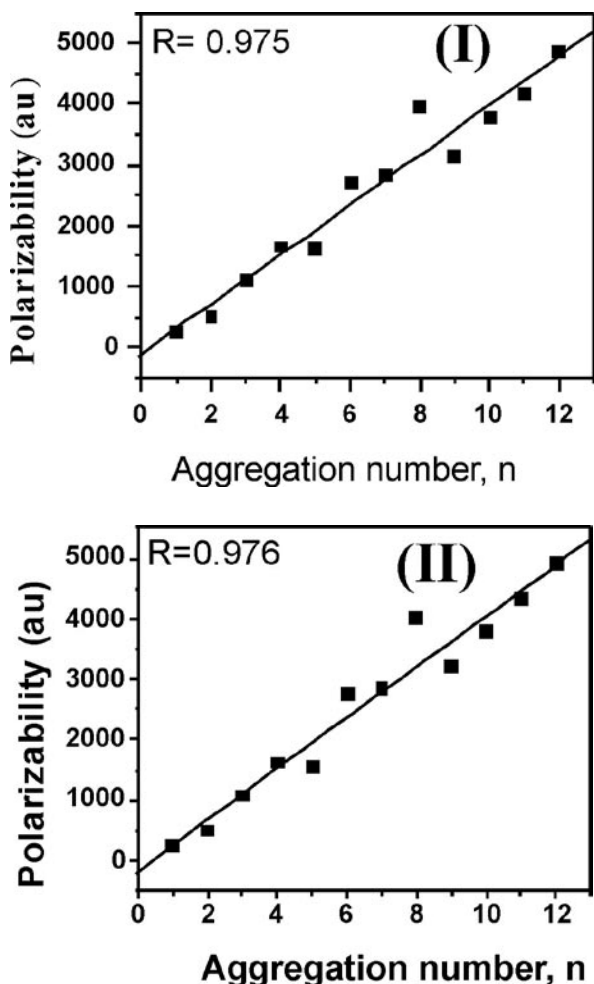 R= 0.975
(I)
Polarizability (au)
5000
4000
3000
2000
1000
0
0 2 4 6 8 10 12
Aggregation number, n
R=0.976
(II)
Polarizability (au)
5000
4000
3000
2000
1000
0
0 2 4 6 8 10 12
Aggregation number, n